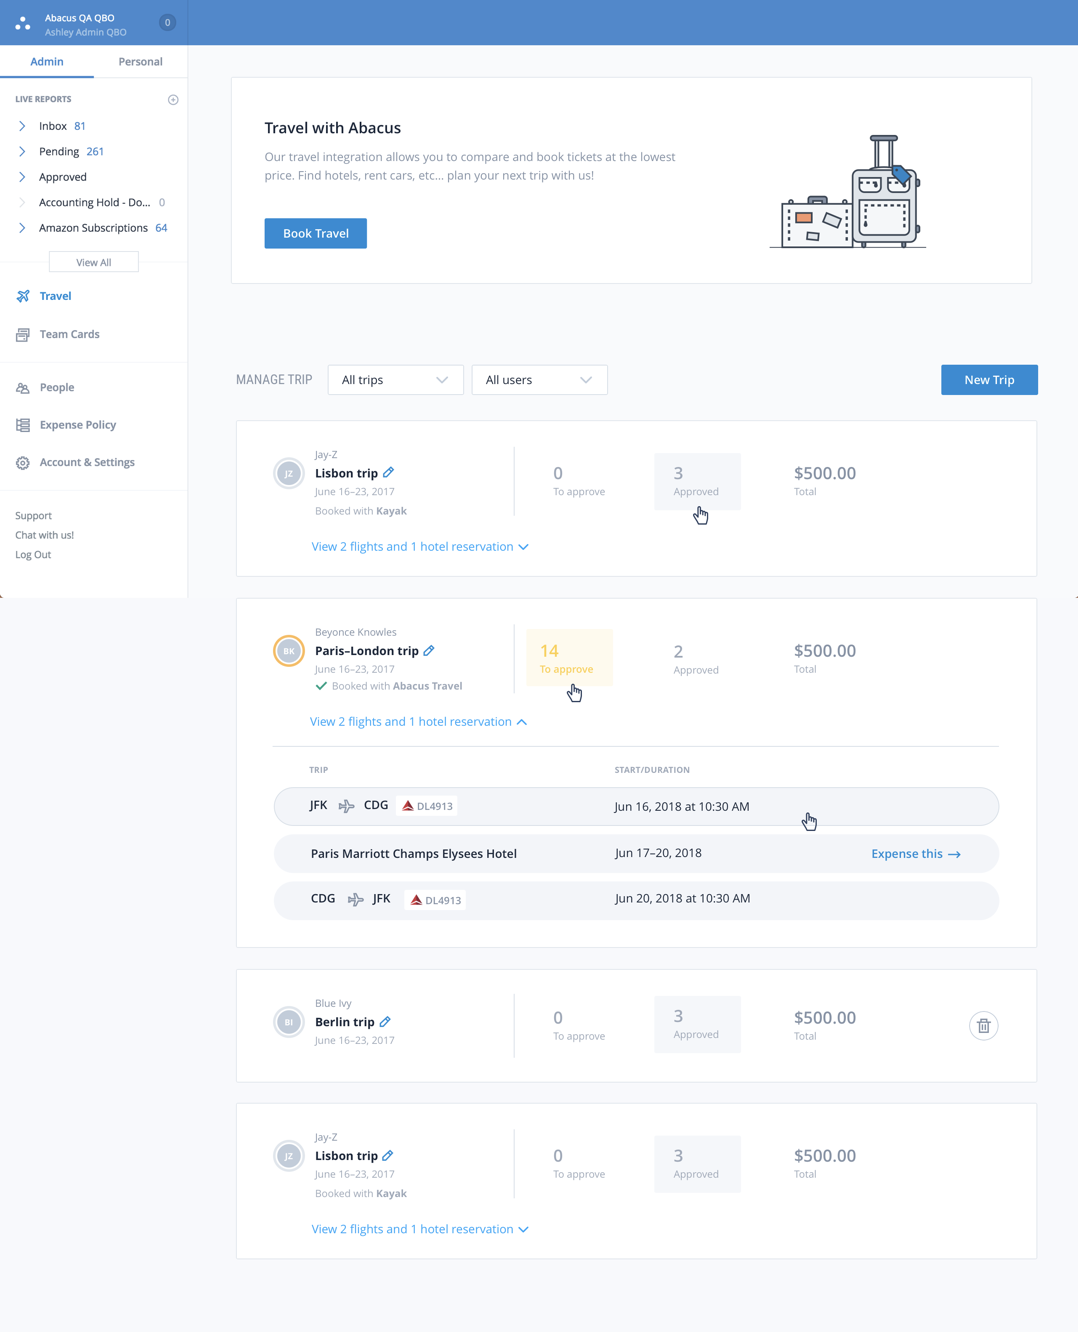 Abacus QA QBO
Ashley Admin QBO
0
Admin
Personal
LIVE REPORTS
Inbox 81
Pending 261
Approved
Accounting Hold - Do... 0
Amazon Subscriptions 64
View All
Travel
Team Cards
People
Expense Policy
Account & Settings
Support
Chat with us!
Log Out
Travel with Abacus
Our travel integration allows you to compare and book tickets at the lowest
price. Find hotels, rent cars, etc... plan your next trip with us!
Book Travel
MANAGE TRIP
All trips
All users
New Trip
JZ
Jay-Z
Lisbon trip
June 16–23, 2017
Booked with Kayak
0
To approve
3
Approved
$500.00
Total
View 2 flights and 1 hotel reservation
BK
Beyonce Knowles
Paris–London trip
June 16–23, 2017
Booked with Abacus Travel
14
To approve
2
Approved
$500.00
Total
View 2 flights and 1 hotel reservation
TRIP
START/DURATION
JFK CDG DL4913
Jun 16, 2018 at 10:30 AM
Paris Marriott Champs Elysees Hotel
Jun 17–20, 2018
Expense this →
CDG JFK DL4913
Jun 20, 2018 at 10:30 AM
BI
Blue Ivy
Berlin trip
June 16–23, 2017
0
To approve
3
Approved
$500.00
Total
JZ
Jay-Z
Lisbon trip
June 16–23, 2017
Booked with Kayak
0
To approve
3
Approved
$500.00
Total
View 2 flights and 1 hotel reservation